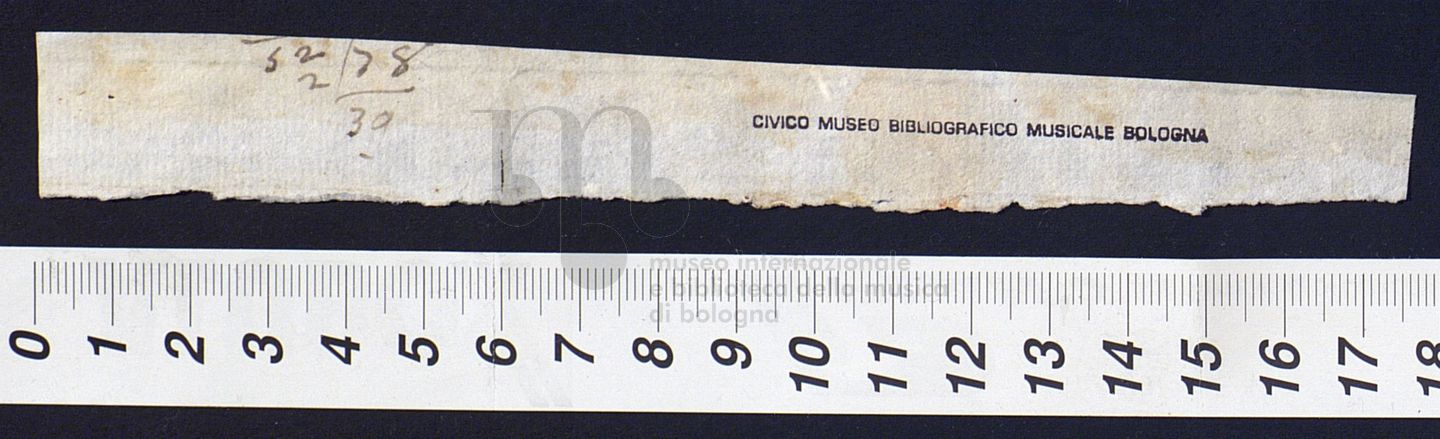 52 78
2
30
CIVICO MUSEO BIBLIOGRAFICO MUSICALE BOLOGNA
museo internazionale
e biblioteca della musica
di bologna
0 1 2 3 4 5 6 7 8 9 10 11 12 13 14 15 16 17 18